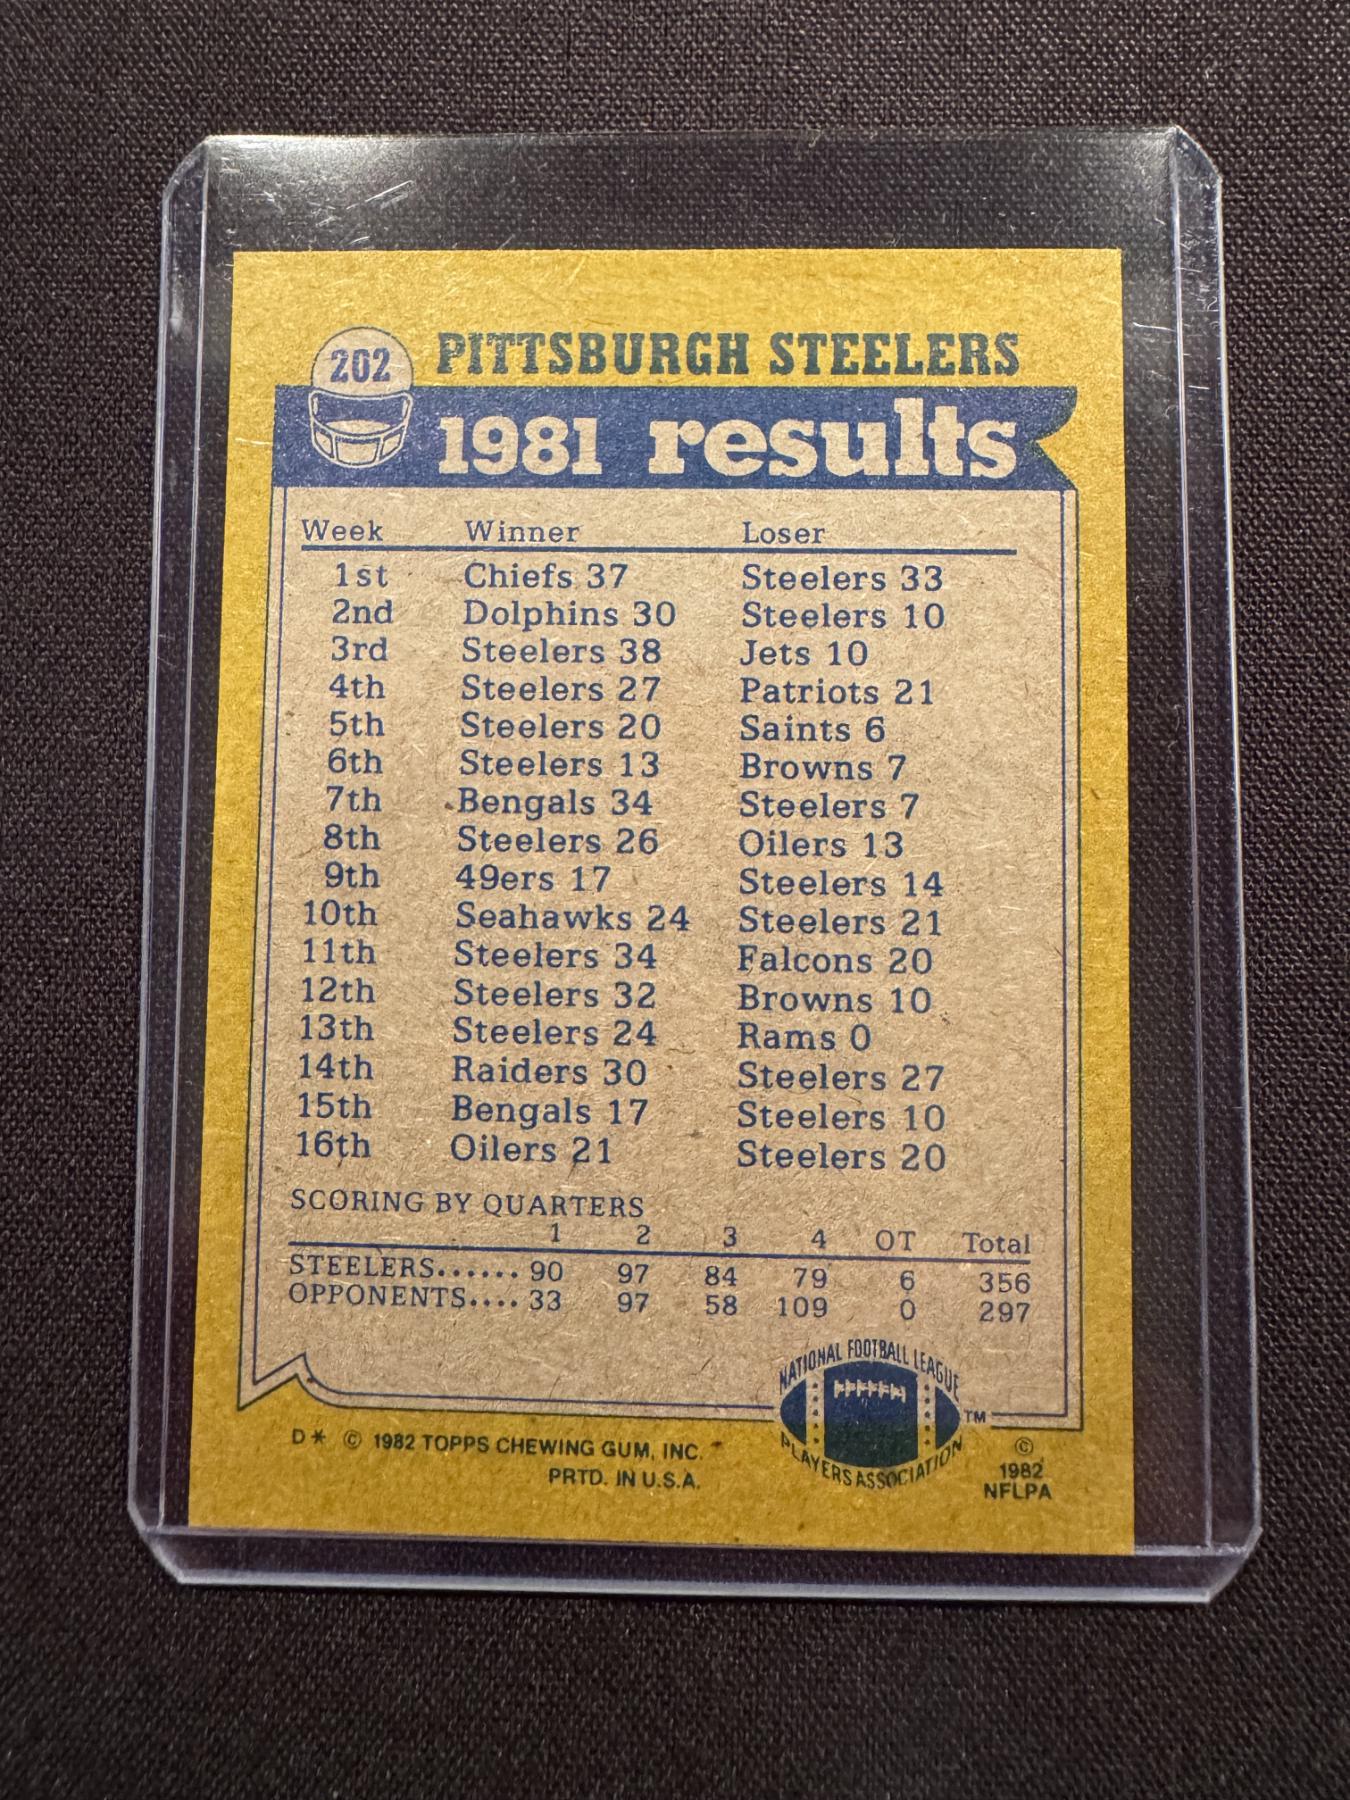 202 PITTSBURGH STEELERS
1981 results
Week Winner Loser
1st Chiefs 37 Steelers 33
2nd Dolphins 30 Steelers 10
3rd Steelers 38 Jets 10
4th Steelers 27 Patriots 21
5th Steelers 20 Saints 6
6th Steelers 13 Browns 7
7th Bengals 34 Steelers 7
8th Steelers 26 Oilers 13
9th 49ers 17 Steelers 14
10th Seahawks 24 Steelers 21
11th Steelers 34 Falcons 20
12th Steelers 32 Browns 10
13th Steelers 24 Rams 0
14th Raiders 30 Steelers 27
15th Bengals 17 Steelers 10
16th Oilers 21 Steelers 20
SCORING BY QUARTERS
1 2 3 4 OT Total
STEELERS...... 90 97 84 79 6 356
OPPONENTS.... 33 97 58 109 0 297
NATIONAL FOOTBALL LEAGUE
PLAYERS ASSOCIATION
TM
D* © 1982 TOPPS CHEWING GUM, INC.
PRTD. IN U.S.A.
©
1982
NFLPA